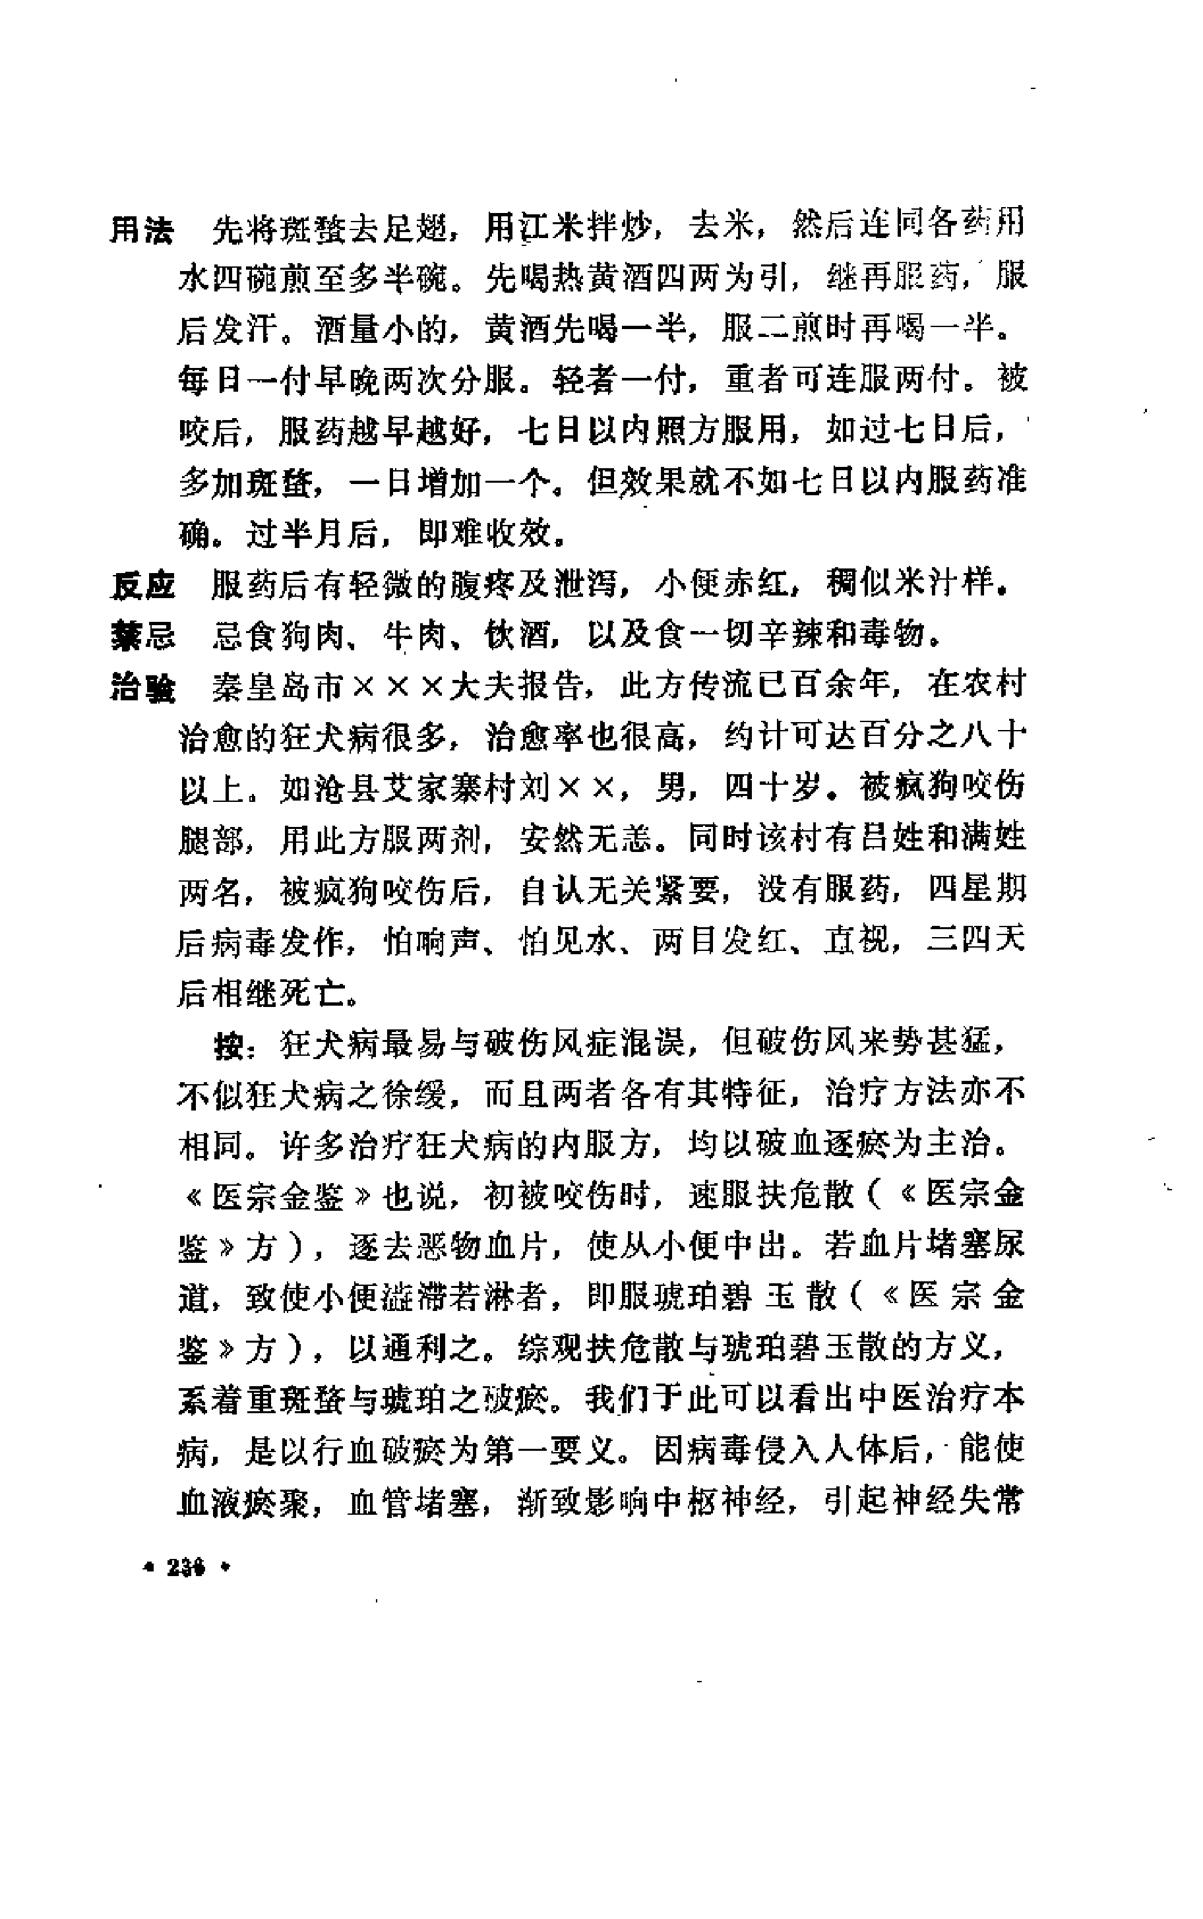 用法　先将斑蝥去足翅，用江米拌炒，去米，然后连同各药用
水四碗煎至多半碗。先喝热黄酒四两为引，继再服药，服
后发汗。酒量小的，黄酒先喝一半，服二煎时再喝一半。
每日一付早晚两次分服。轻者一付，重者可连服两付。被
咬后，服药越早越好，七日以内照方服用，如过七日后，
多加斑蝥，一日增加一个。但效果就不如七日以内服药准
确。过半月后，即难收效。
反应　服药后有轻微的腹疼及泄泻，小便赤红，稠似米汁样。
禁忌　忌食狗肉、牛肉、饮酒，以及食一切辛辣和毒物。
治验　秦皇岛市×××大夫报告，此方传流已百余年，在农村
治愈的狂犬病很多，治愈率也很高，约计可达百分之八十
以上。如沧县艾家寨村刘××，男，四十岁。被疯狗咬伤
腿部，用此方服两剂，安然无恙。同时该村有吕姓和满姓
两名，被疯狗咬伤后，自认无关紧要，没有服药，四星期
后病毒发作，怕响声、怕见水、两目发红、直视，三四天
后相继死亡。
按：狂犬病最易与破伤风症混误，但破伤风来势甚猛，
不似狂犬病之徐缓，而且两者各有其特征，治疗方法亦不
相同。许多治疗狂犬病的内服方，均以破血逐瘀为主治。
《医宗金鉴》也说，初被咬伤时，速服扶危散（《医宗金
鉴》方），逐去恶物血片，使从小便中出。若血片堵塞尿
道，致使小便涩滞若淋者，即服琥珀碧玉散（《医宗金
鉴》方），以通利之。综观扶危散与琥珀碧玉散的方义，
系着重斑蝥与琥珀之破瘀。我们于此可以看出中医治疗本
病，是以行血破瘀为第一要义。因病毒侵入人体后，能使
血液瘀聚，血管堵塞，渐致影响中枢神经，引起神经失常
• 236 •